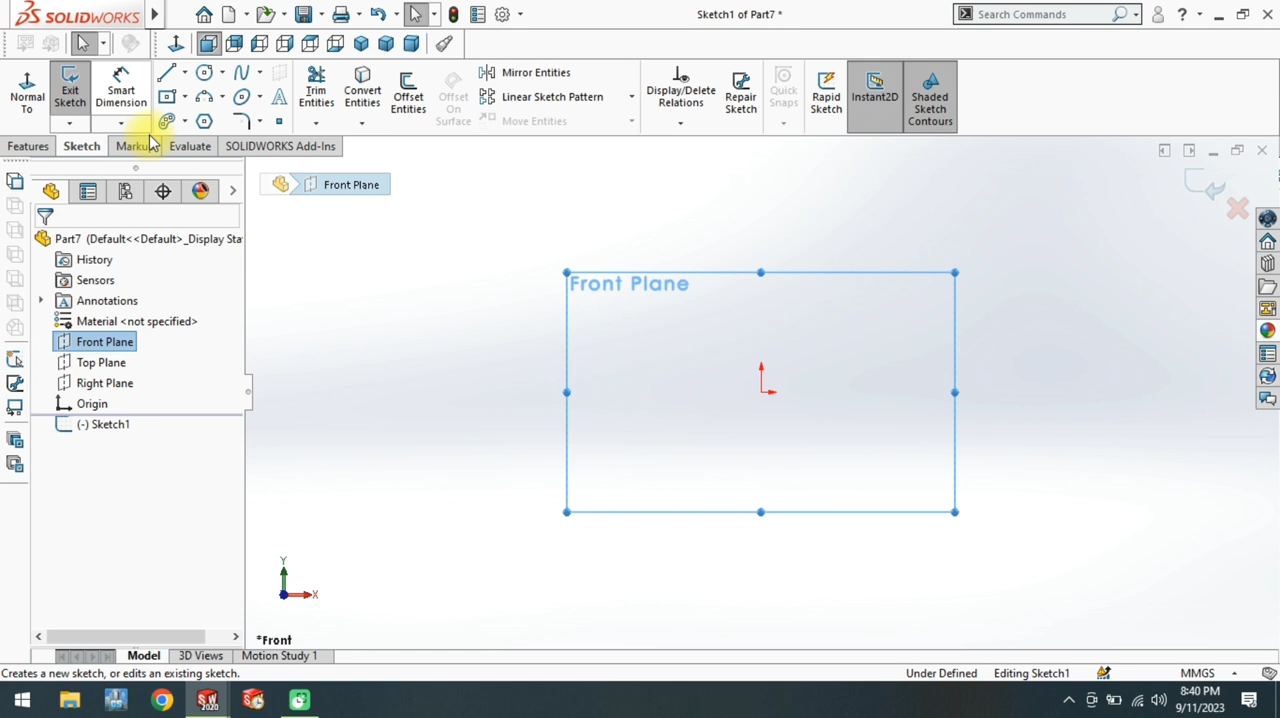 SOLIDWORKS
Sketch1 of Part7 *
Search Commands
Normal To
Exit Sketch
Smart Dimension
Trim Entities
Convert Entities
Offset Entities
Offset On Surface
Mirror Entities
Linear Sketch Pattern
Move Entities
Display/Delete Relations
Repair Sketch
Quick Snaps
Rapid Sketch
Instant2D
Shaded Sketch Contours
Features
Sketch
Evaluate
SOLIDWORKS Add-Ins
Front Plane
Part7 (Default<<Default>_Display Sta
History
Sensors
Annotations
Material <not specified>
Front Plane
Top Plane
Right Plane
Origin
(-) Sketch1
Front Plane
Y
X
*Front
Model
3D Views
Motion Study 1
Creates a new sketch, or edits an existing sketch.
Under Defined
Editing Sketch1
MMGS
SW 2020
8:40 PM
9/11/2023